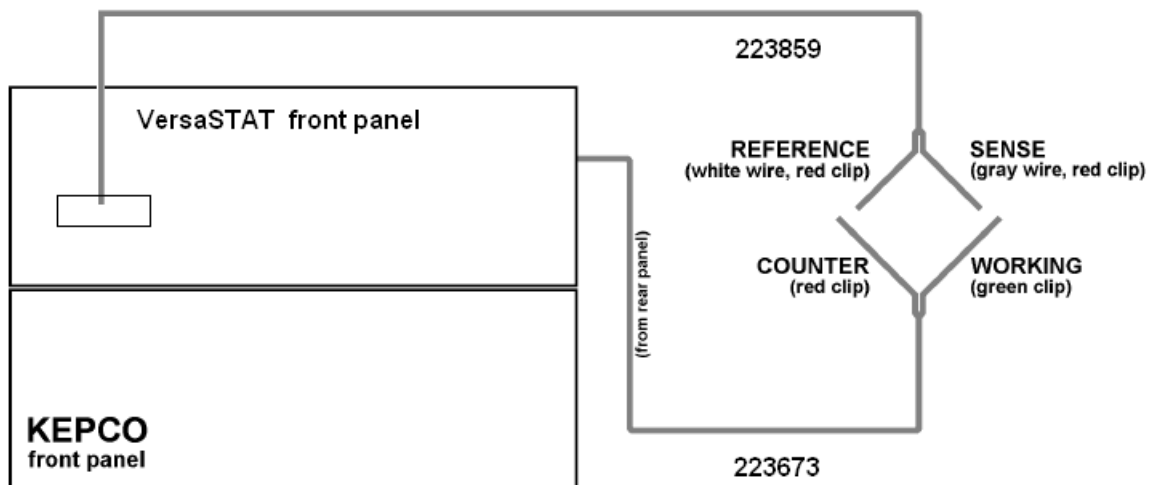 223859
VersaSTAT front panel
REFERENCE
(white wire, red clip)
SENSE
(gray wire, red clip)
COUNTER
(red clip)
WORKING
(green clip)
(from rear panel)
KEPCO
front panel
223673